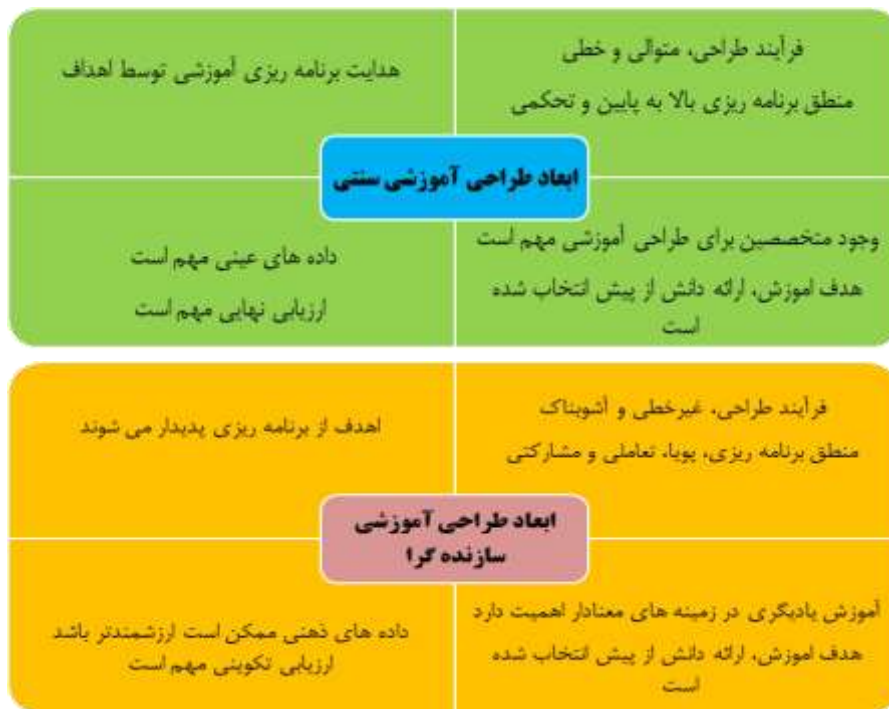 فرآیند طراحی، متوالی و خطی
منطق برنامه ریزی بالا به پایین و تحکمی
هدایت برنامه ریزی آموزشی توسط اهداف
ابعاد طراحی آموزشی سنتی
وجود متخصصین برای طراحی آموزشی مهم است
هدف اموزش، ارائه دانش از پیش انتخاب شده
است
داده های عینی مهم است
ارزیابی نهایی مهم است
فرآیند طراحی، غیرخطی و آشوبناک
منطق برنامه ریزی، پویا، تعاملی و مشارکتی
اهدف از برنامه ریزی پدیدار می شوند
ابعاد طراحی آموزشی
سازنده گرا
آموزش یادیگری در زمینه های معنادار اهمیت دارد
هدف اموزش، ارائه دانش از پیش انتخاب شده
است
داده های ذهنی ممکن است ارزشمندتر باشد
ارزیابی تکوینی مهم است